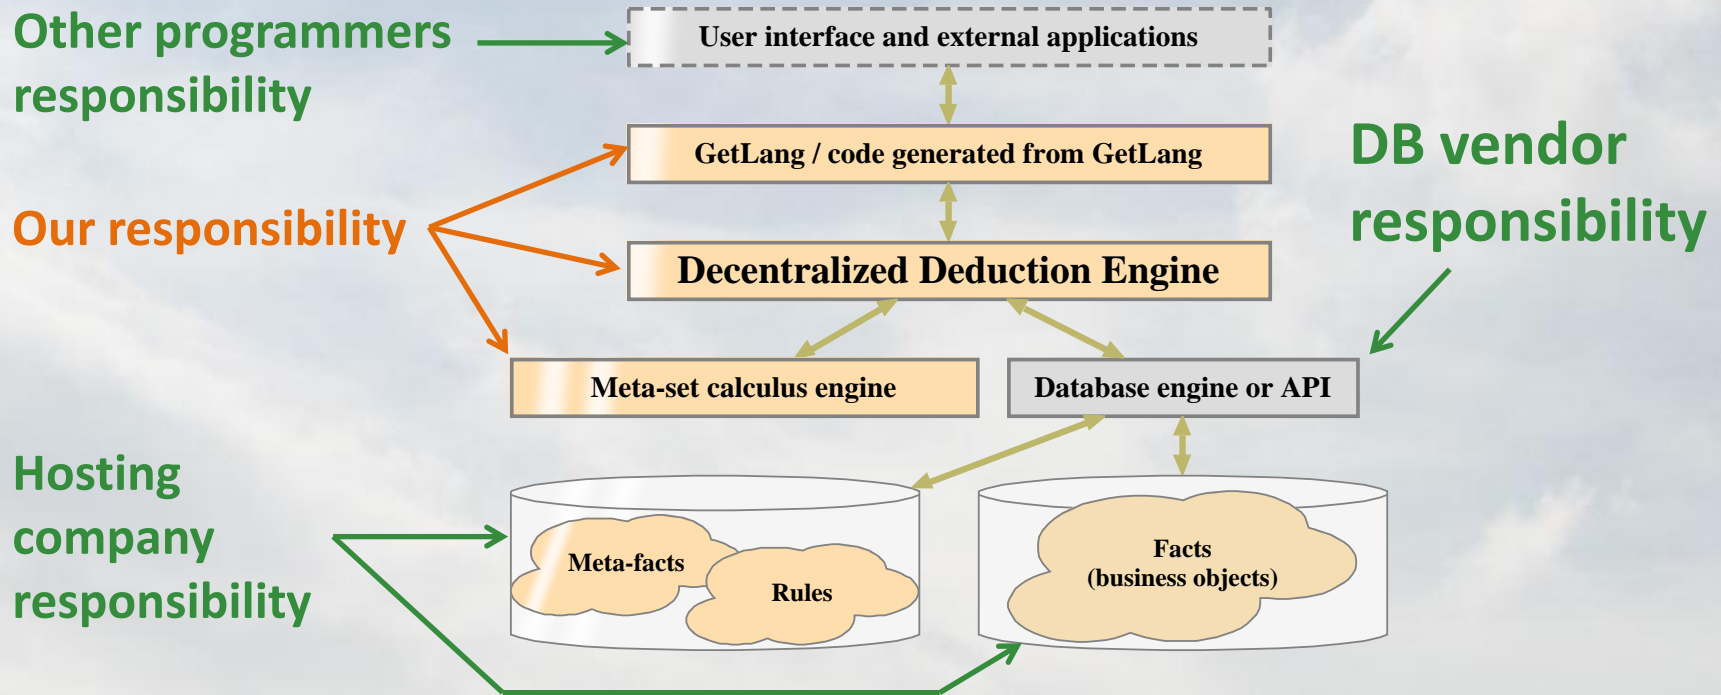 Other programmers
responsibility
User interface and external applications
GetLang / code generated from GetLang
DB vendor
responsibility
Our responsibility
Decentralized Deduction Engine
Meta-set calculus engine
Database engine or API
Hosting
company
responsibility
Meta-facts
Rules
Facts
(business objects)